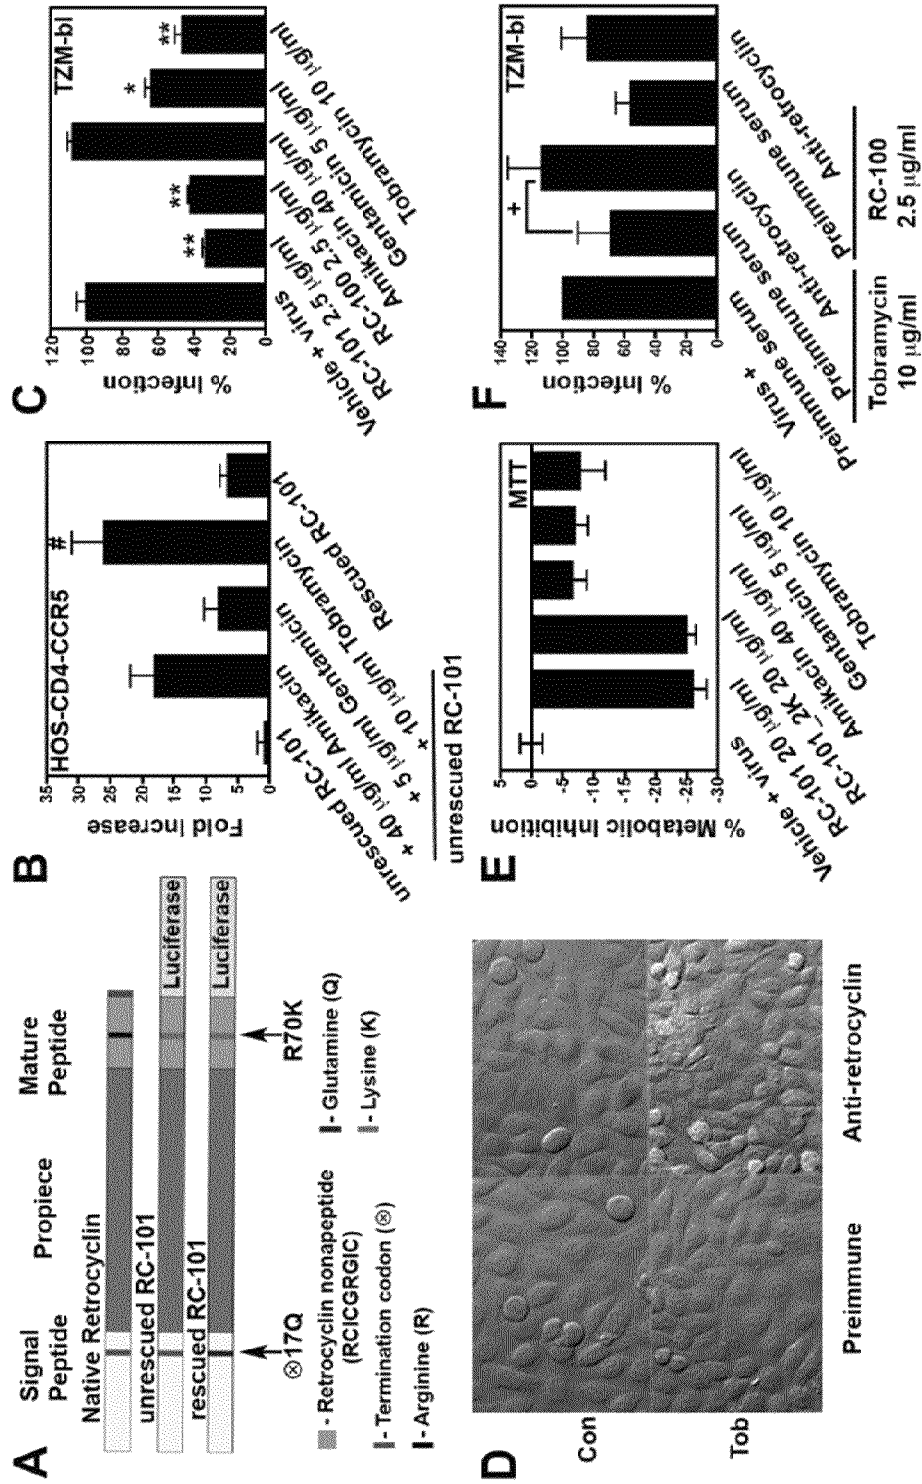 A
Signal
Peptide
Propiece
Mature
Peptide
Native Retrocyclin
unrescued RC-101
Luciferase
rescued RC-101
Luciferase
⊗17Q
R70K
- Retrocyclin nonapeptide
(RCICGRGIC)
- Termination codon (⊗)
- Arginine (R)
- Glutamine (Q)
- Lysine (K)
B
HOS-CD4-CCR5
Fold Increase
35
30
25
20
15
10
5
0
#
unrescued RC-101
+ 40 µg/ml Amikacin
+ 5 µg/ml Gentamicin
+ 10 µg/ml Tobramycin
Rescued RC-101
unrescued RC-101
C
TZM-bl
% Infection
120
100
80
60
40
20
0
**
**
*
**
Vehicle + virus
RC-101 2.5 µg/ml
RC-100 2.5 µg/ml
Amikacin 40 µg/ml
Gentamicin 5 µg/ml
Tobramycin 10 µg/ml
D
Con
Tob
Preimmune
Anti-retrocyclin
E
MTT
% Metabolic Inhibition
5
0
-5
-10
-15
-20
-25
-30
Vehicle + virus
RC-101 20 µg/ml
RC-101_2K 20 µg/ml
Amikacin 40 µg/ml
Gentamicin 5 µg/ml
Tobramycin 10 µg/ml
F
TZM-bl
% Infection
140
120
100
80
60
40
20
0
+
Virus +
Preimmune serum
Preimmune serum
Anti-retrocyclin
Preimmune serum
Anti-retrocyclin
Tobramycin
10 µg/ml
RC-100
2.5 µg/ml